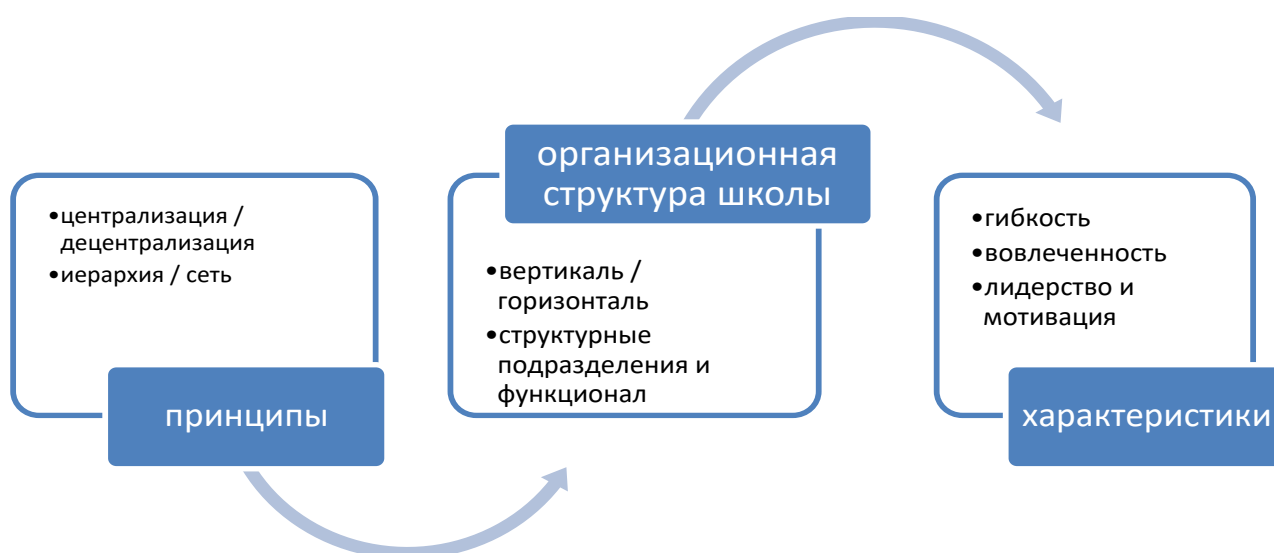 •централизация /
децентрализация
•иерархия / сеть
принципы
организационная
структура школы
•вертикаль /
горизонталь
•структурные
подразделения и
функционал
•гибкость
•вовлеченность
•лидерство и
мотивация
характеристики